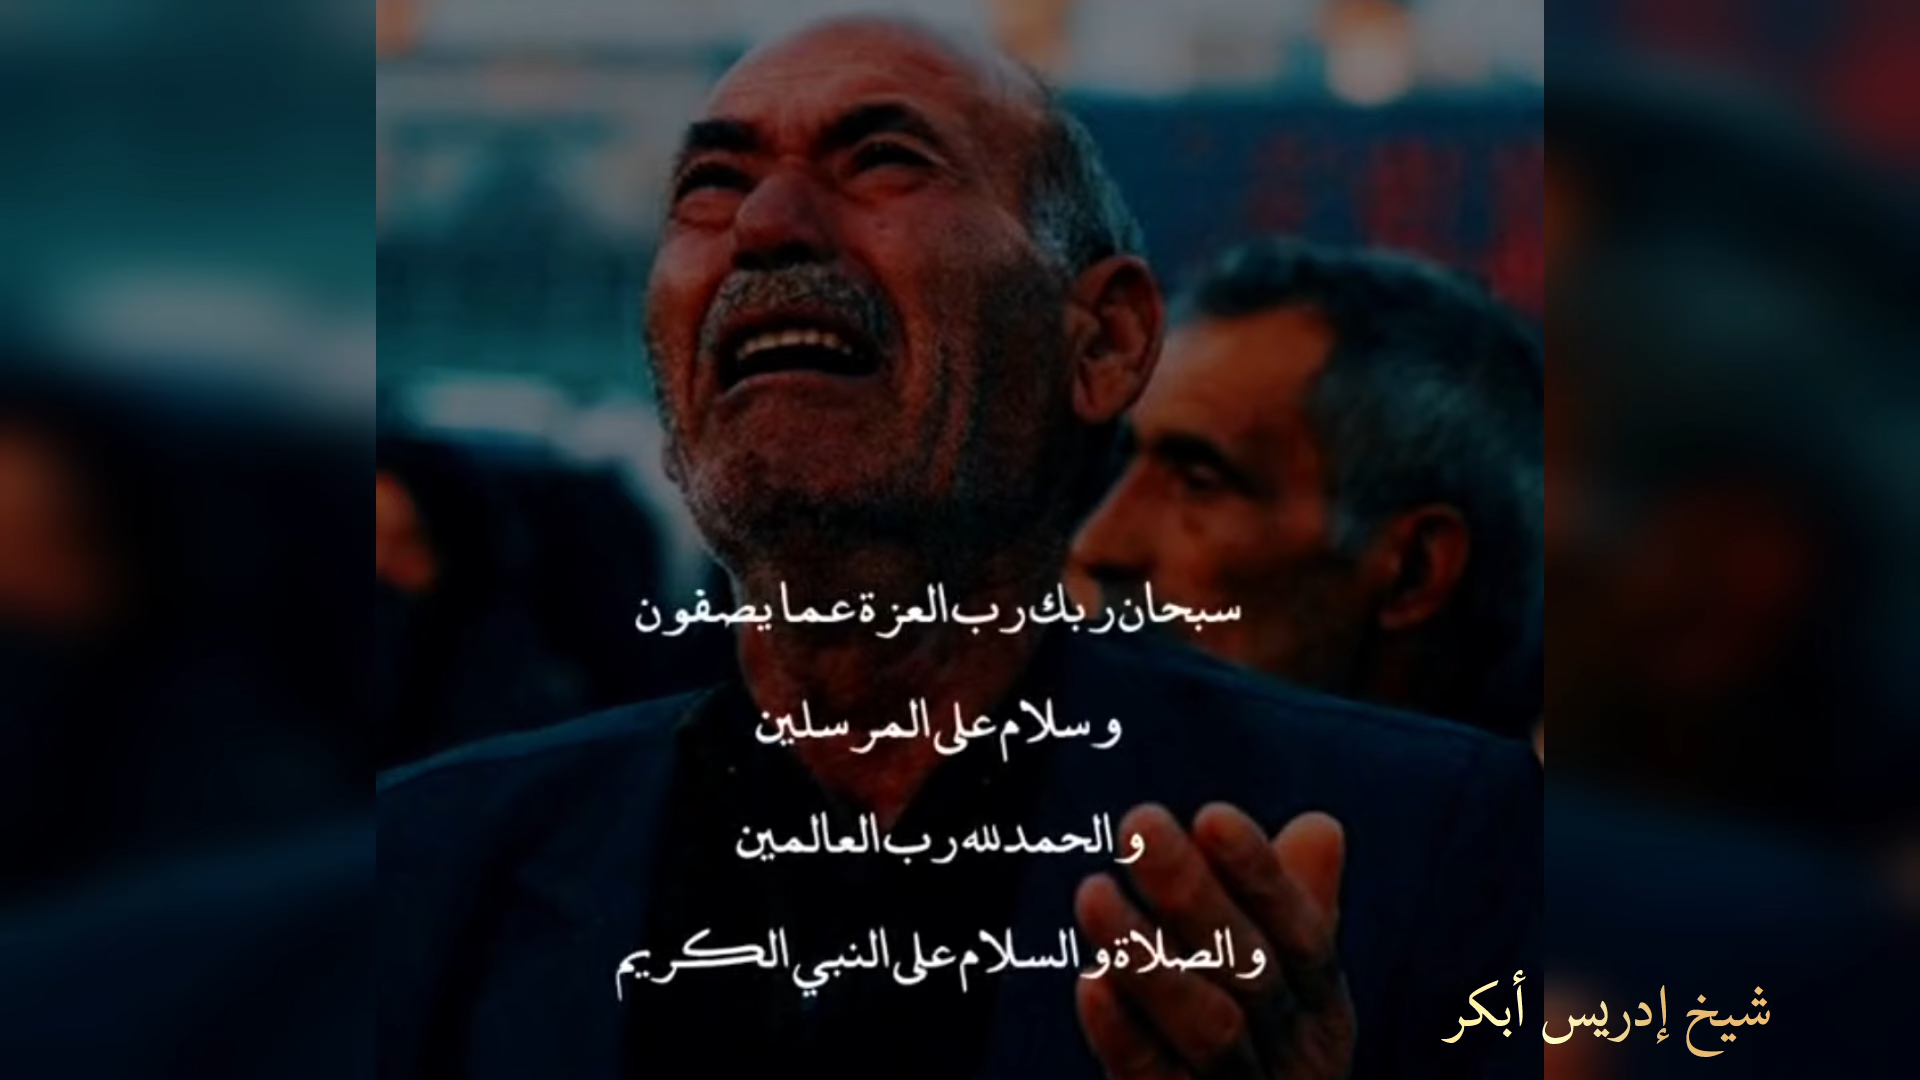 سبحان ربك رب العزة عما يصفون
و سلام على المرسلين
و الحمد لله رب العالمين
و الصلاة و السلام على النبي الكريم
شيخ إدريس أبكر